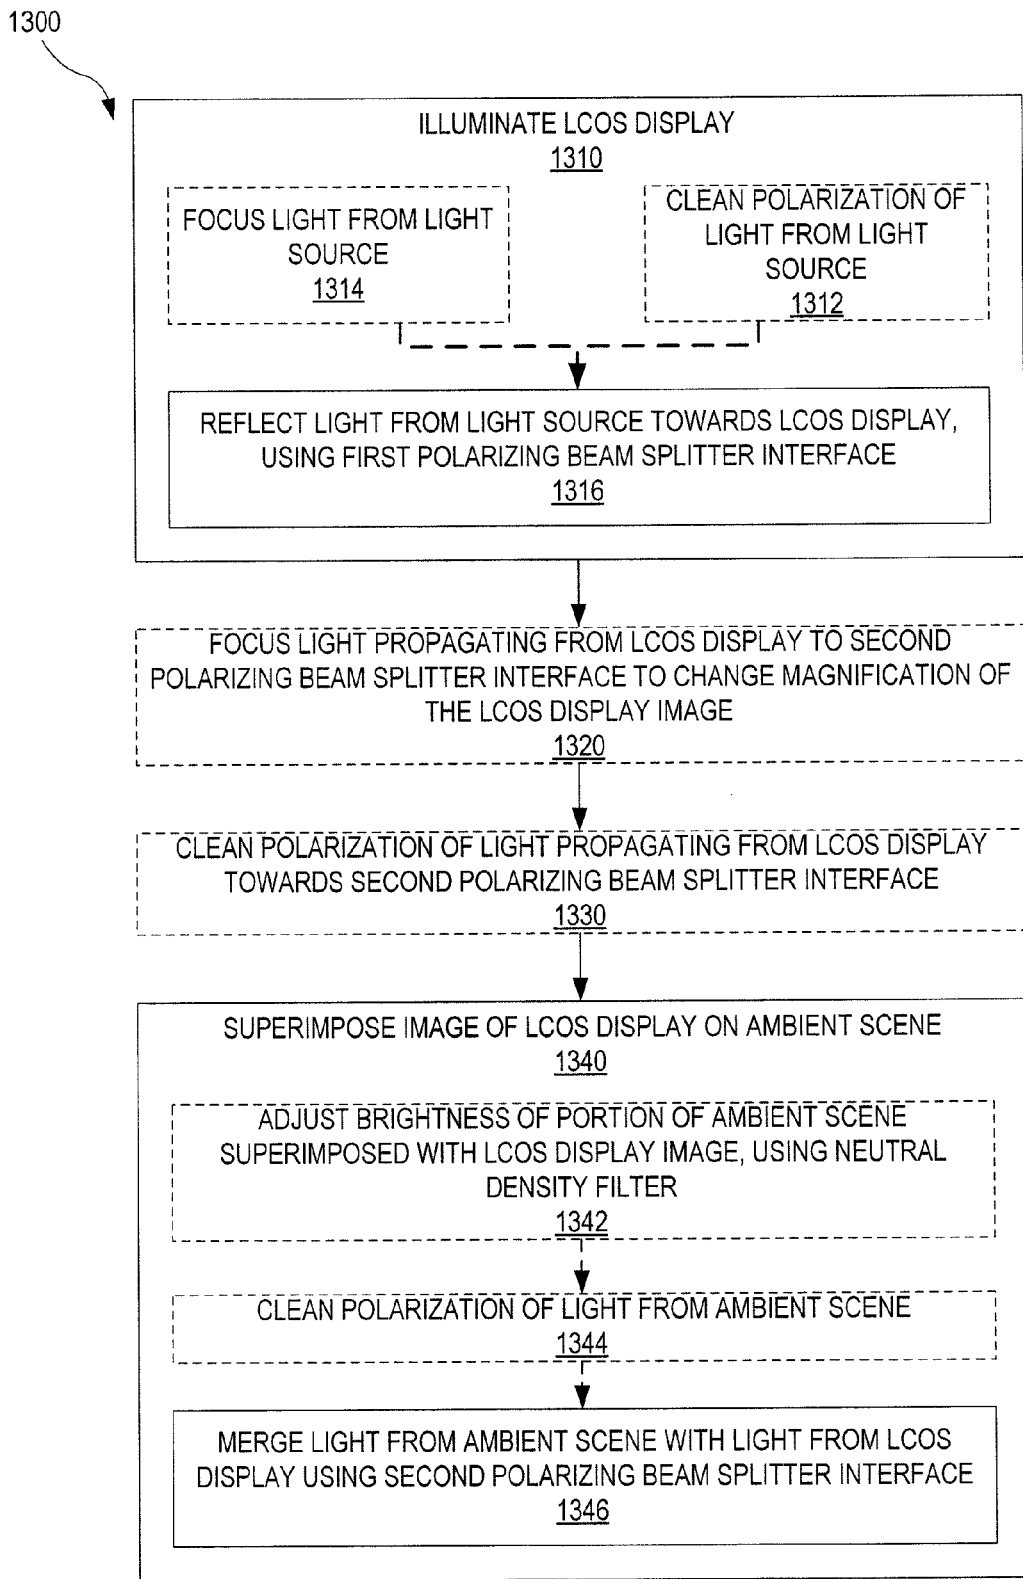 1300
ILLUMINATE LCOS DISPLAY
1310
FOCUS LIGHT FROM LIGHT
SOURCE
1314
CLEAN POLARIZATION OF
LIGHT FROM LIGHT
SOURCE
1312
REFLECT LIGHT FROM LIGHT SOURCE TOWARDS LCOS DISPLAY,
USING FIRST POLARIZING BEAM SPLITTER INTERFACE
1316
FOCUS LIGHT PROPAGATING FROM LCOS DISPLAY TO SECOND
POLARIZING BEAM SPLITTER INTERFACE TO CHANGE MAGNIFICATION OF
THE LCOS DISPLAY IMAGE
1320
CLEAN POLARIZATION OF LIGHT PROPAGATING FROM LCOS DISPLAY
TOWARDS SECOND POLARIZING BEAM SPLITTER INTERFACE
1330
SUPERIMPOSE IMAGE OF LCOS DISPLAY ON AMBIENT SCENE
1340
ADJUST BRIGHTNESS OF PORTION OF AMBIENT SCENE
SUPERIMPOSED WITH LCOS DISPLAY IMAGE, USING NEUTRAL
DENSITY FILTER
1342
CLEAN POLARIZATION OF LIGHT FROM AMBIENT SCENE
1344
MERGE LIGHT FROM AMBIENT SCENE WITH LIGHT FROM LCOS
DISPLAY USING SECOND POLARIZING BEAM SPLITTER INTERFACE
1346